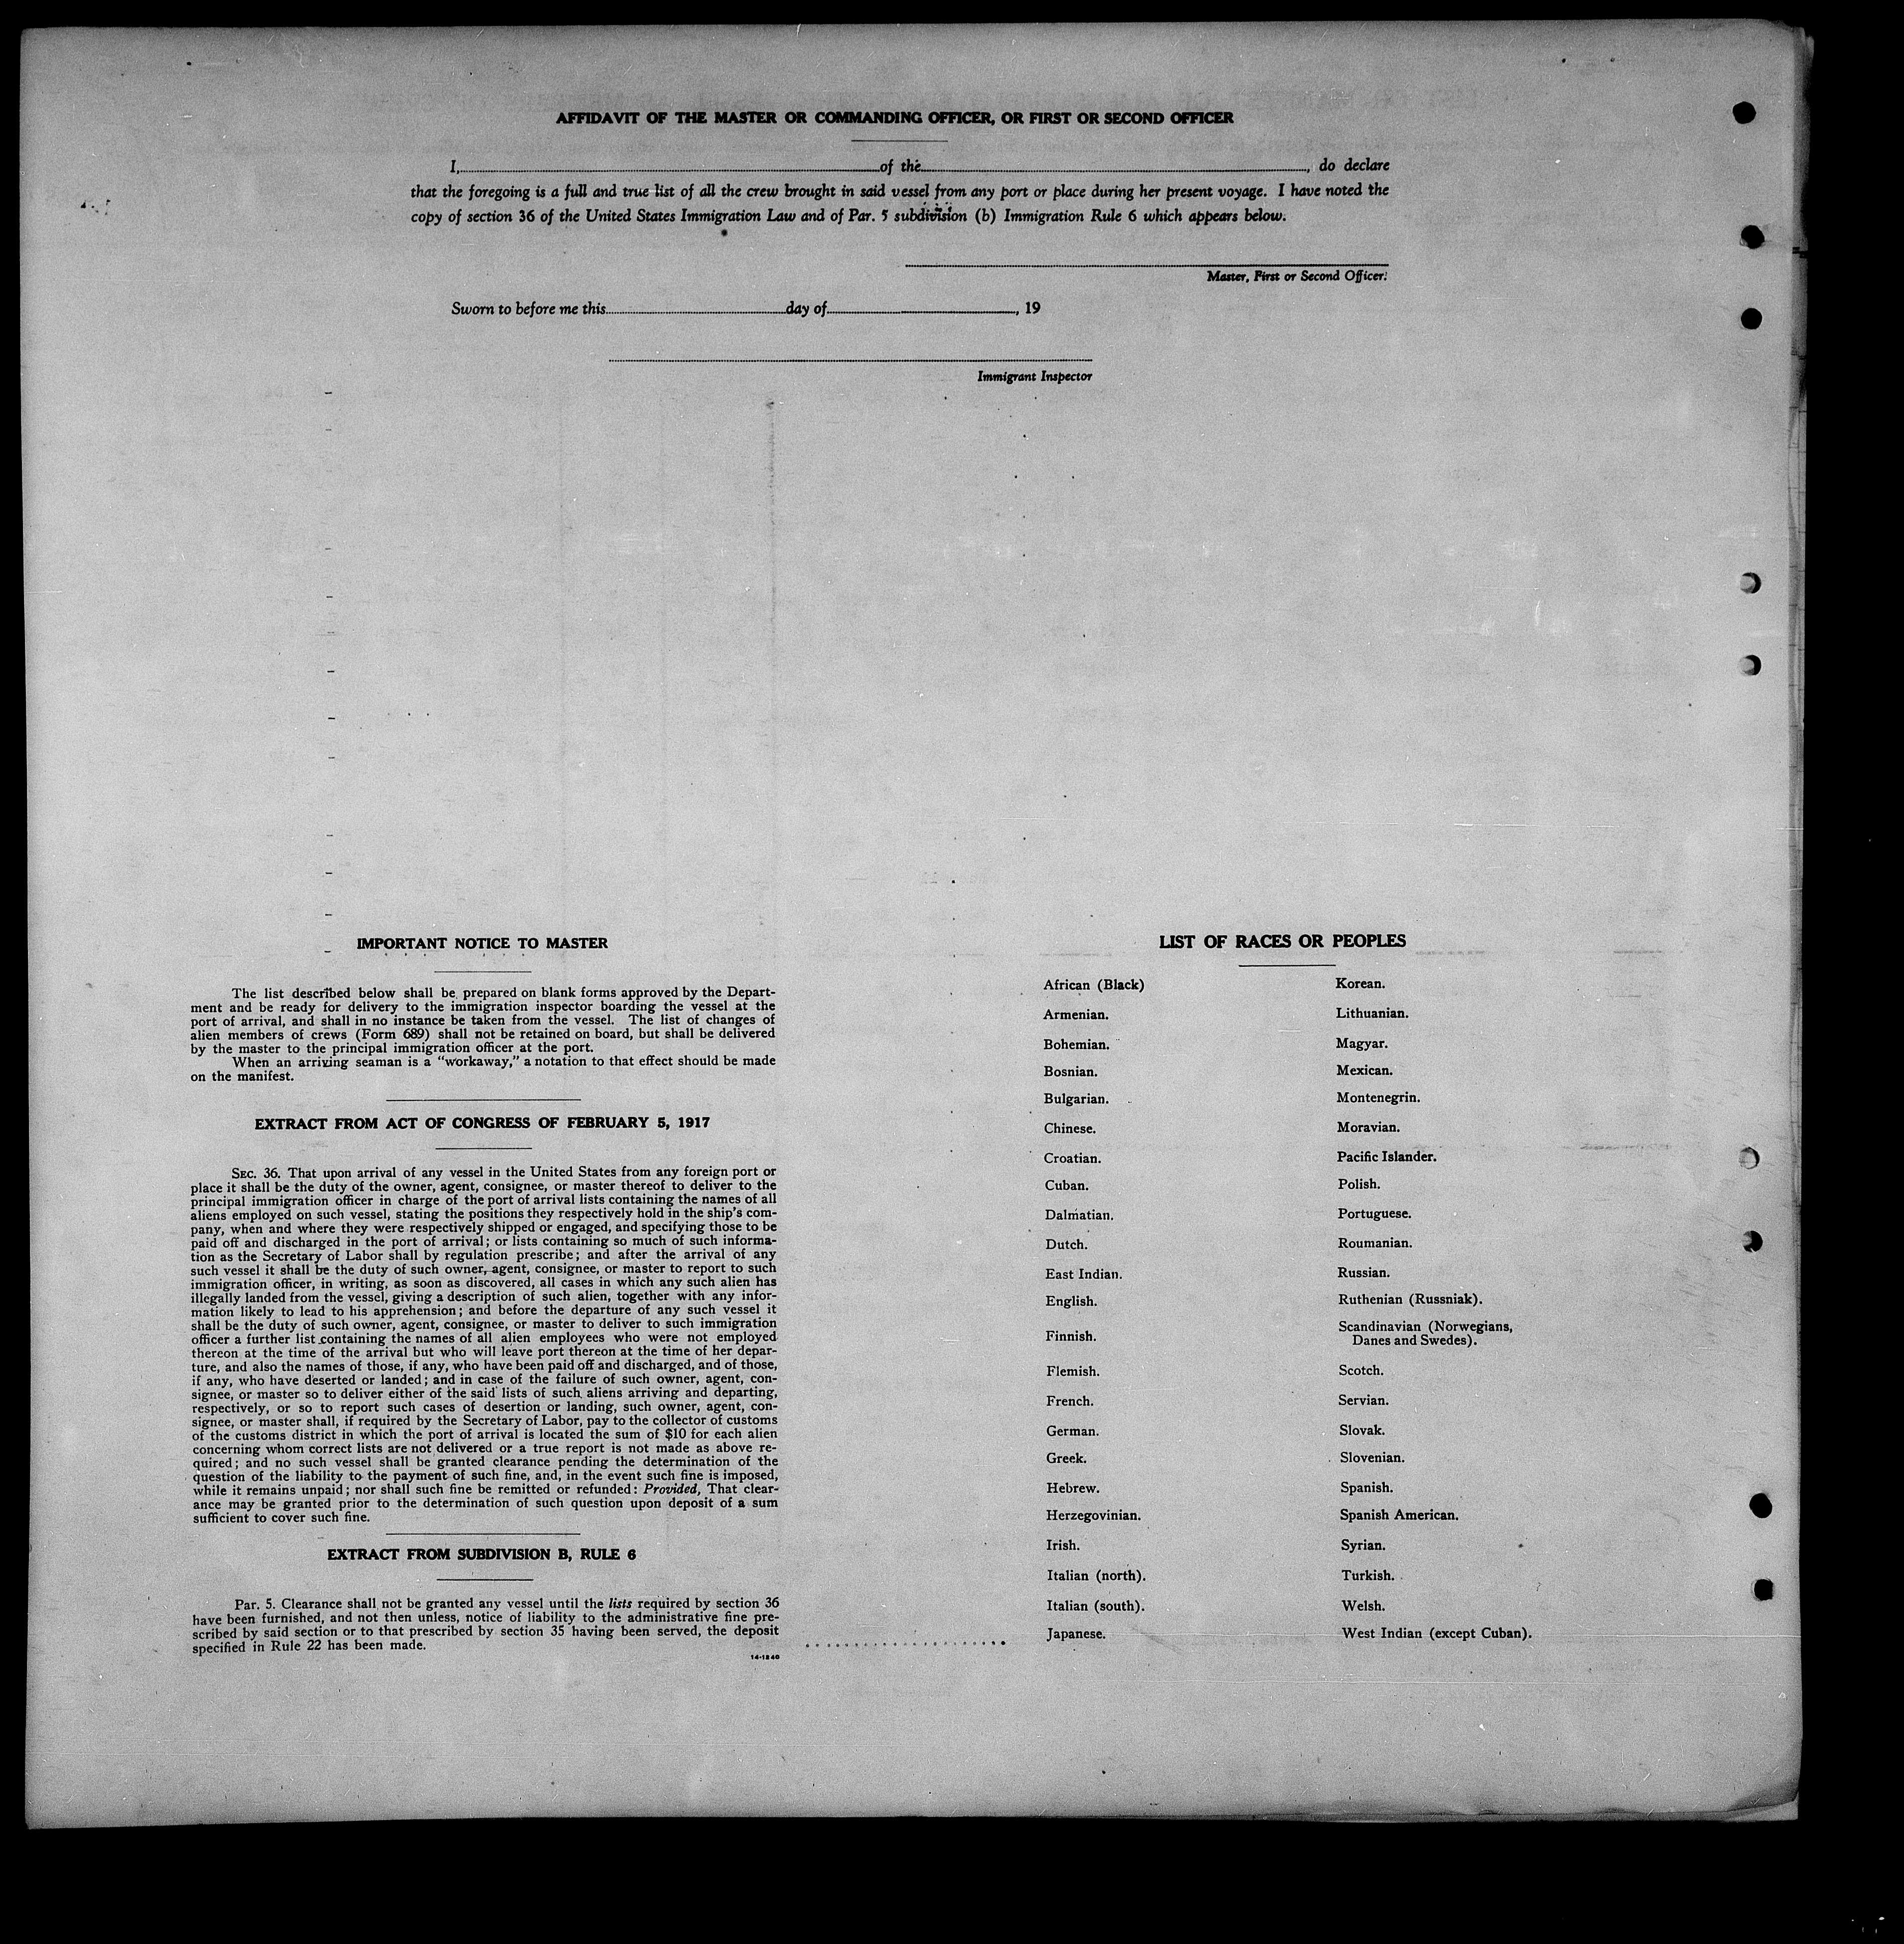 AFFIDAVIT OF THE MASTER OR COMMANDING OFFICER, OR FIRST OR SECOND OFFICER
I, of the , do declare
that the foregoing is a full and true list of all the crew brought in said vessel from any port or place during her present voyage. I have noted the
copy of section 36 of the United States Immigration Law and of Par. 5 subdivision (b) Immigration Rule 6 which appears below.
Master, First or Second Officer.
Sworn to before me this day of , 19
Immigrant Inspector
IMPORTANT NOTICE TO MASTER
The list described below shall be prepared on blank forms approved by the Depart-
ment and be ready for delivery to the immigration inspector boarding the vessel at the
port of arrival, and shall in no instance be taken from the vessel. The list of changes of
alien members of crews (Form 689) shall not be retained on board, but shall be delivered
by the master to the principal immigration officer at the port.
When an arriving seaman is a "workaway," a notation to that effect should be made
on the manifest.
EXTRACT FROM ACT OF CONGRESS OF FEBRUARY 5, 1917
SEC. 36. That upon arrival of any vessel in the United States from any foreign port or
place it shall be the duty of the owner, agent, consignee, or master thereof to deliver to the
principal immigration officer in charge of the port of arrival lists containing the names of all
aliens employed on such vessel, stating the positions they respectively hold in the ship's com-
pany, when and where they were respectively shipped or engaged, and specifying those to be
paid off and discharged in the port of arrival; or lists containing so much of such informa-
tion as the Secretary of Labor shall by regulation prescribe; and after the arrival of any
such vessel it shall be the duty of such owner, agent, consignee, or master to report to such
immigration officer, in writing, as soon as discovered, all cases in which any such alien has
illegally landed from the vessel, giving a description of such alien, together with any infor-
mation likely to lead to his apprehension; and before the departure of any such vessel it
shall be the duty of such owner, agent, consignee, or master to deliver to such immigration
officer a further list containing the names of all alien employees who were not employed
thereon at the time of the arrival but who will leave port thereon at the time of her depar-
ture, and also the names of those, if any, who have been paid off and discharged, and of those,
if any, who have deserted or landed; and in case of the failure of such owner, agent, con-
signee, or master so to deliver either of the said lists of such aliens arriving and departing,
respectively, or so to report such cases of desertion or landing, such owner, agent, con-
signee, or master shall, if required by the Secretary of Labor, pay to the collector of customs
of the customs district in which the port of arrival is located the sum of $10 for each alien
concerning whom correct lists are not delivered or a true report is not made as above re-
quired; and no such vessel shall be granted clearance pending the determination of the
question of the liability to the payment of such fine, and, in the event such fine is imposed,
while it remains unpaid; nor shall such fine be remitted or refunded: Provided, That clear-
ance may be granted prior to the determination of such question upon deposit of a sum
sufficient to cover such fine.
EXTRACT FROM SUBDIVISION B, RULE 6
Par. 5. Clearance shall not be granted any vessel until the lists required by section 36
have been furnished, and not then unless, notice of liability to the administrative fine pre-
scribed by said section or to that prescribed by section 35 having been served, the deposit
specified in Rule 22 has been made.
14-1240
LIST OF RACES OR PEOPLES
African (Black)
Armenian.
Bohemian.
Bosnian.
Bulgarian.
Chinese.
Croatian.
Cuban.
Dalmatian.
Dutch.
East Indian.
English.
Finnish.
Flemish.
French.
German.
Greek.
Hebrew.
Herzegovinian.
Irish.
Italian (north).
Italian (south).
Japanese.
Korean.
Lithuanian.
Magyar.
Mexican.
Montenegrin.
Moravian.
Pacific Islander.
Polish.
Portuguese.
Roumanian.
Russian.
Ruthenian (Russniak).
Scandinavian (Norwegians,
Danes and Swedes).
Scotch.
Servian.
Slovak.
Slovenian.
Spanish.
Spanish American.
Syrian.
Turkish.
Welsh.
West Indian (except Cuban).